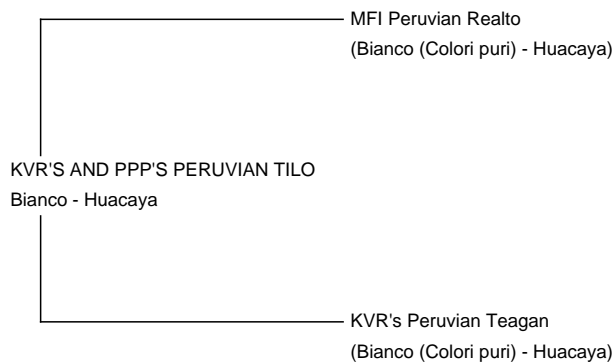 MFI Peruvian Realto
(Bianco (Colori puri) - Huacaya)
KVR'S AND PPP'S PERUVIAN TILO
Bianco - Huacaya
KVR's Peruvian Teagan
(Bianco (Colori puri) - Huacaya)